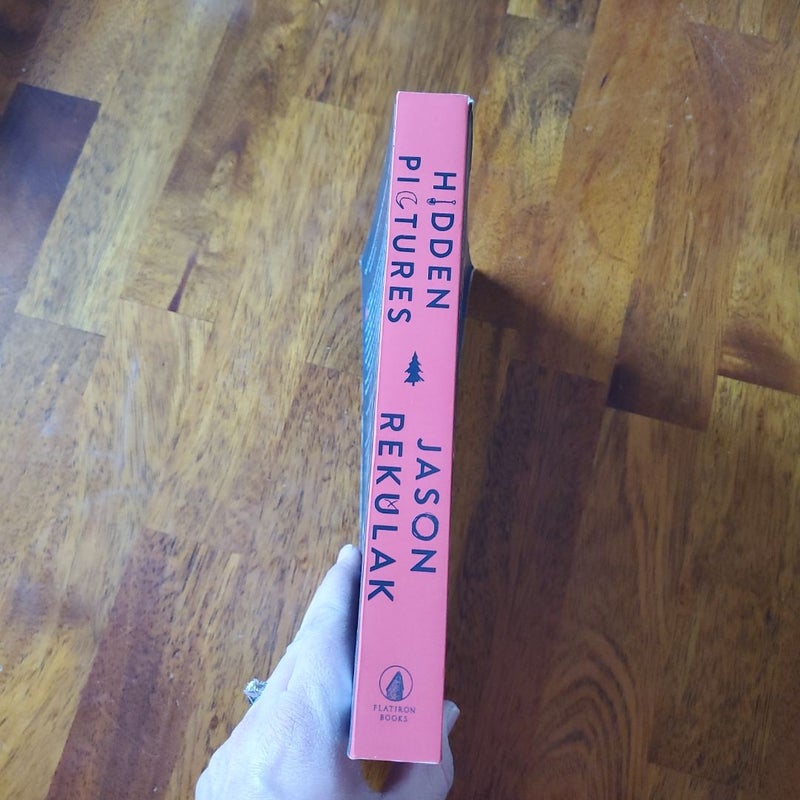 HIDDEN
PICTURES
JASON
REKULAK
FLATIRON
BOOKS